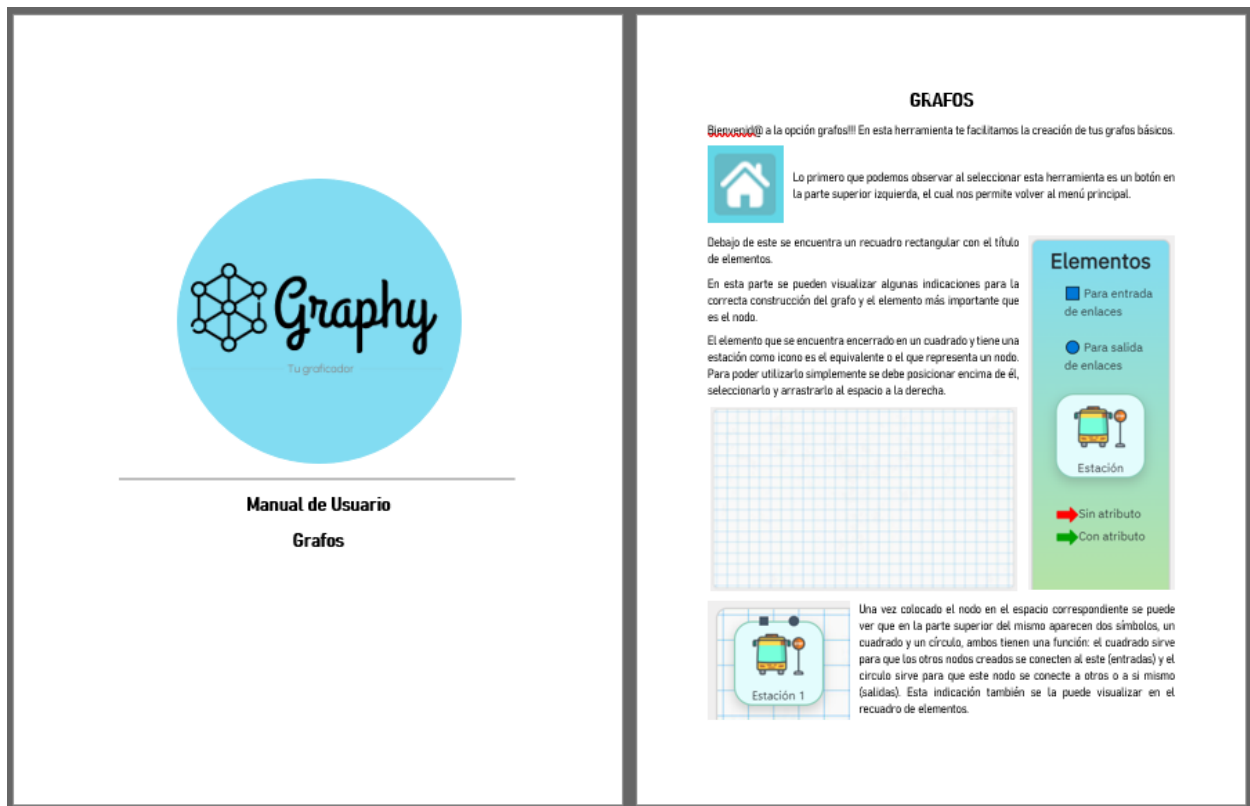 Graphy
Tu graficador
Manual de Usuario
Grafos
GRAFOS
Bienvenid@ a la opción grafos!!! En esta herramienta te facilitamos la creación de tus grafos básicos.
Lo primero que podemos observar al seleccionar esta herramienta es un botón en
la parte superior izquierda, el cual nos permite volver al menú principal.
Debajo de este se encuentra un recuadro rectangular con el título
de elementos.
En esta parte se pueden visualizar algunas indicaciones para la
correcta construcción del grafo y el elemento más importante que
es el nodo.
El elemento que se encuentra encerrado en un cuadrado y tiene una
estación como icono es el equivalente o el que representa un nodo.
Para poder utilizarlo simplemente se debe posicionar encima de él,
seleccionarlo y arrastrarlo al espacio a la derecha.
Elementos
Para entrada
de enlaces
Para salida
de enlaces
Estación
Sin atributo
Con atributo
Estación 1
Una vez colocado el nodo en el espacio correspondiente se puede
ver que en la parte superior del mismo aparecen dos símbolos, un
cuadrado y un círculo, ambos tienen una función: el cuadrado sirve
para que los otros nodos creados se conecten al este (entradas) y el
circulo sirve para que este nodo se conecte a otros o a si mismo
(salidas). Esta indicación también se la puede visualizar en el
recuadro de elementos.